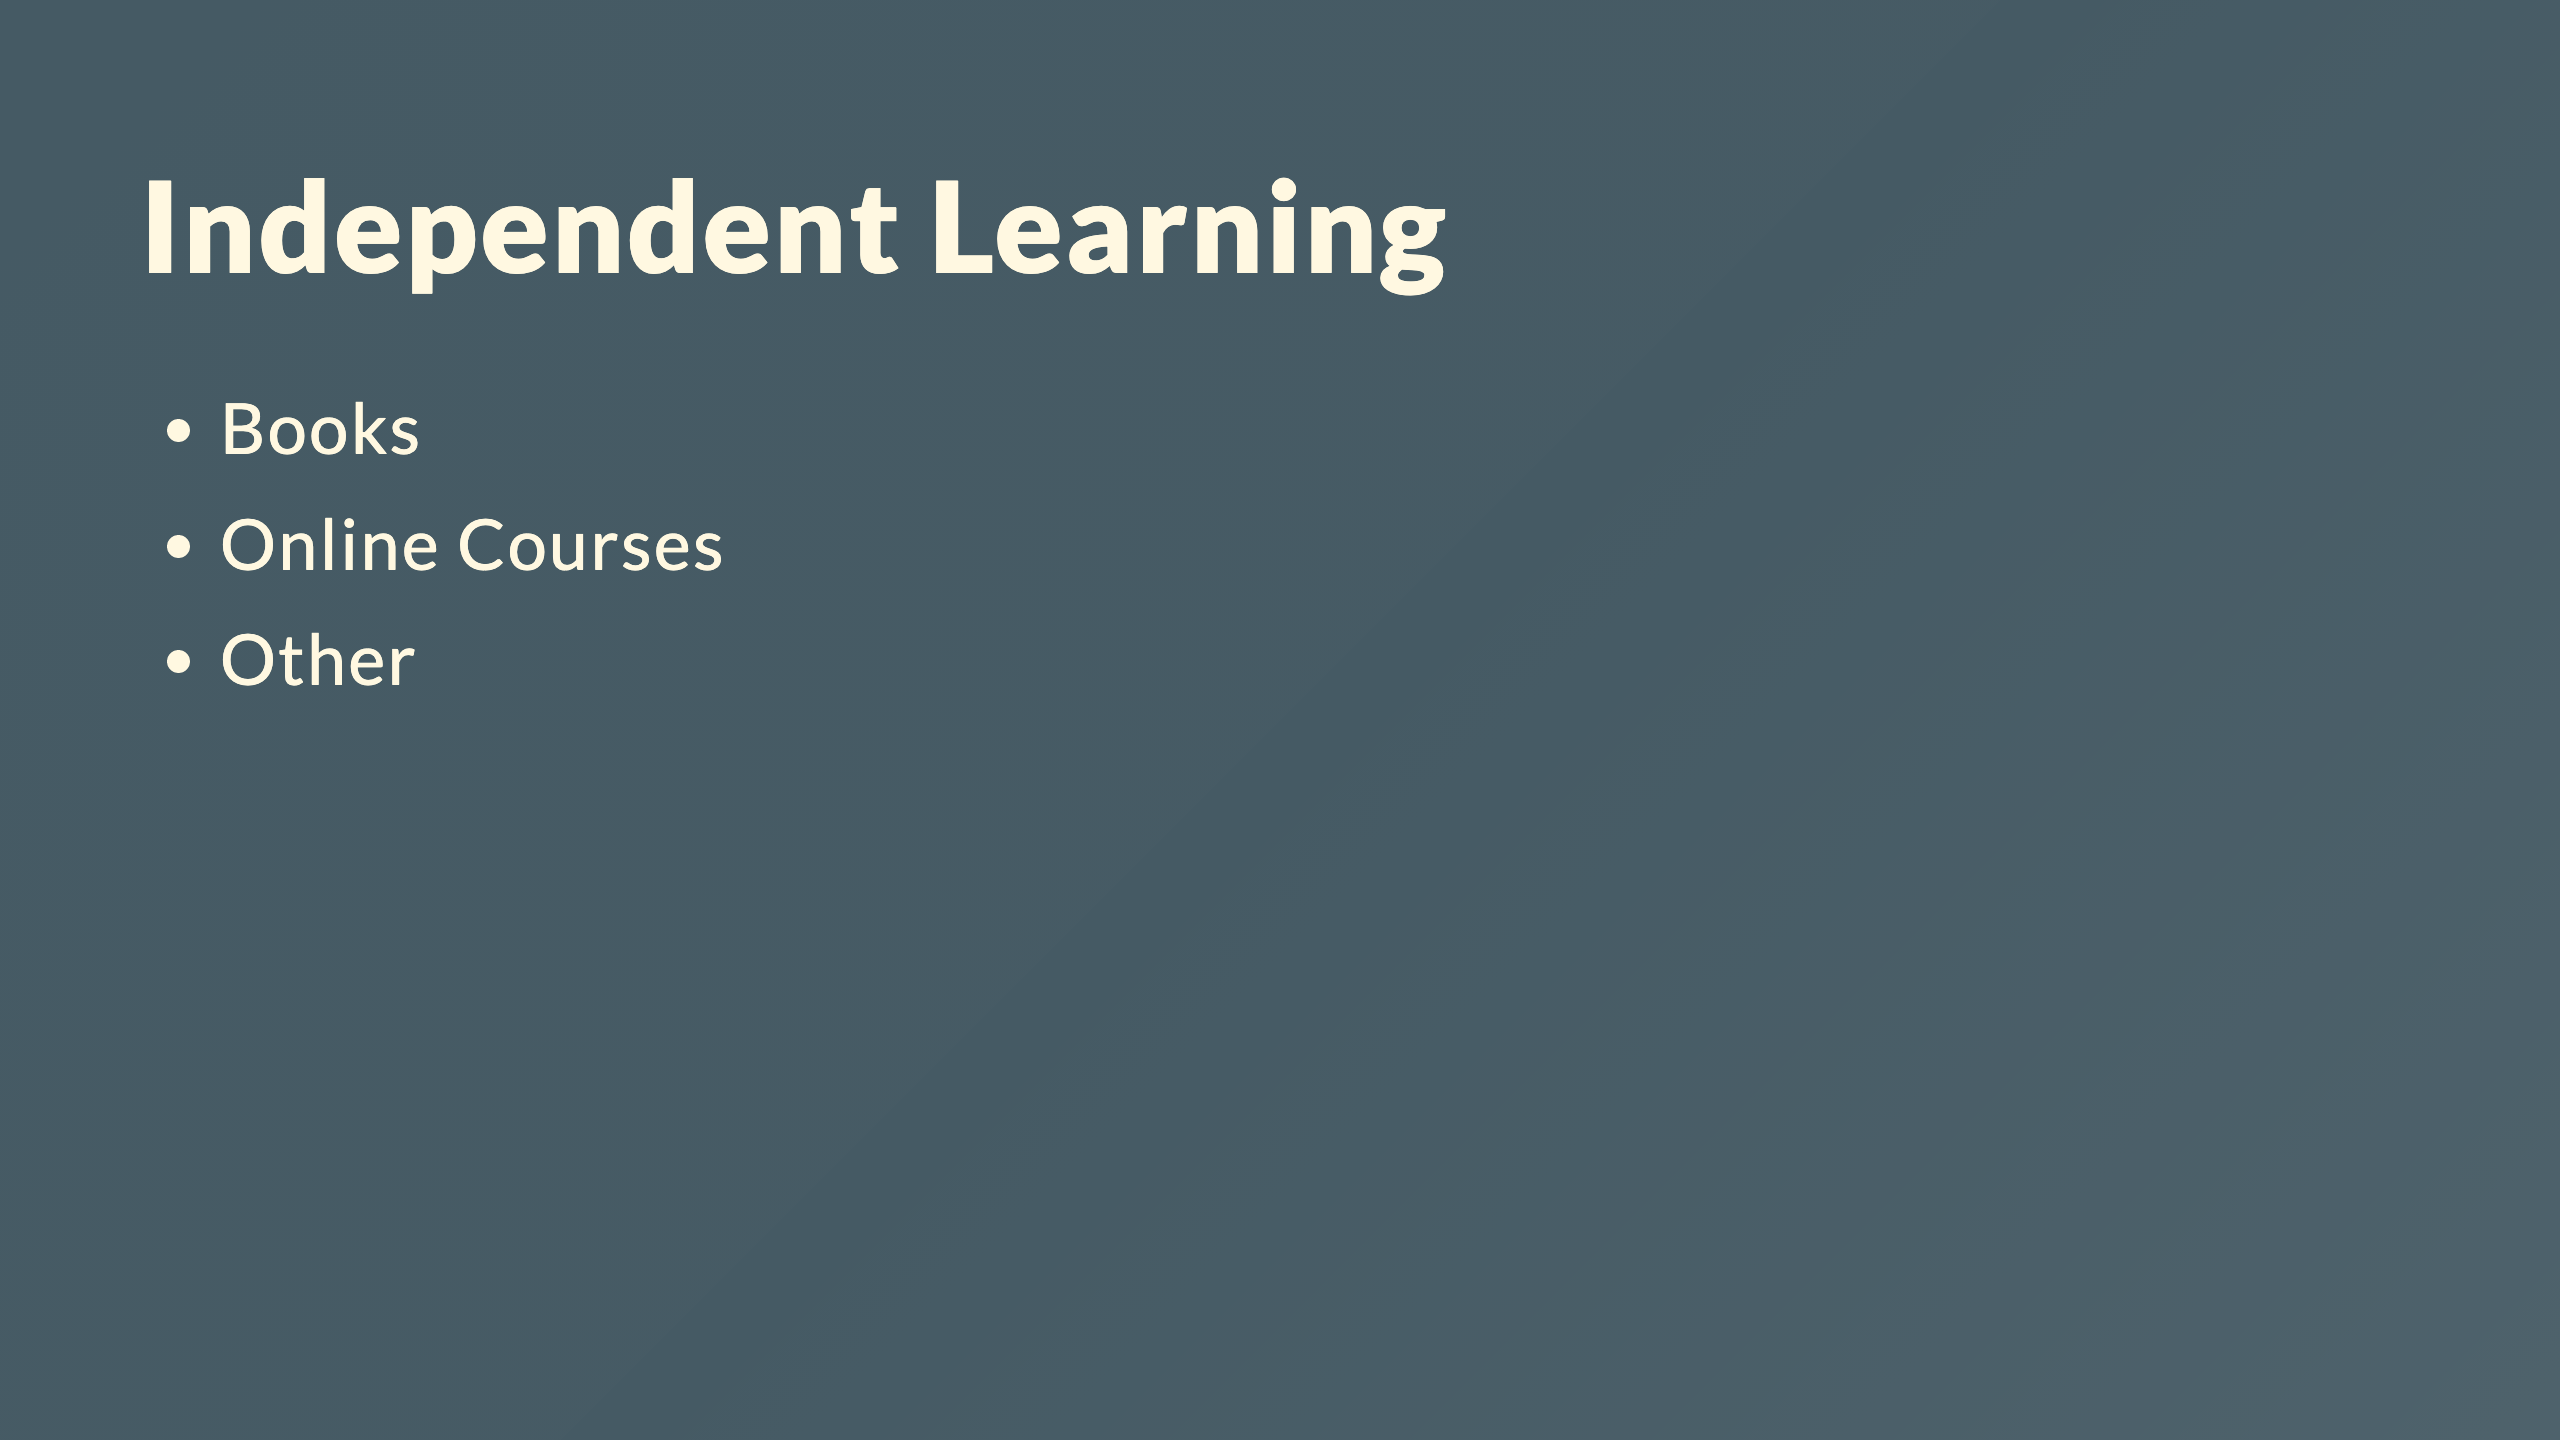 Independent Learning
• Books
• Online Courses
• Other